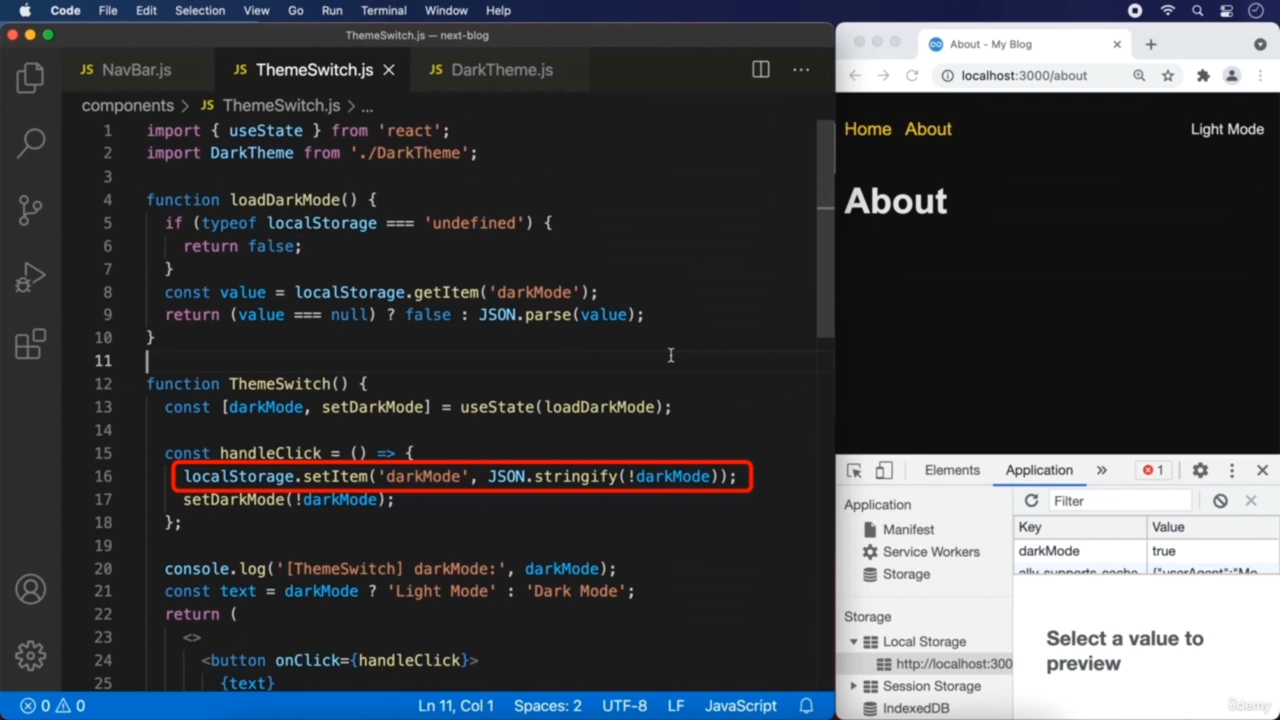 Code File Edit Selection View Go Run Terminal Window Help
ThemeSwitch.js — next-blog
JS NavBar.js JS ThemeSwitch.js JS DarkTheme.js
components > JS ThemeSwitch.js > ...
1 import { useState } from 'react';
2 import DarkTheme from './DarkTheme';
3
4 function loadDarkMode() {
5 if (typeof localStorage === 'undefined') {
6 return false;
7 }
8 const value = localStorage.getItem('darkMode');
9 return (value === null) ? false : JSON.parse(value);
10 }
11
12 function ThemeSwitch() {
13 const [darkMode, setDarkMode] = useState(loadDarkMode);
14
15 const handleClick = () => {
16 localStorage.setItem('darkMode', JSON.stringify(!darkMode));
17 setDarkMode(!darkMode);
18 };
19
20 console.log('[ThemeSwitch] darkMode:', darkMode);
21 const text = darkMode ? 'Light Mode' : 'Dark Mode';
22 return (
23 <>
24 <button onClick={handleClick}>
25 {text}
0 0 Ln 11, Col 1 Spaces: 2 UTF-8 LF JavaScript
About - My Blog
localhost:3000/about
Home About Light Mode
About
Elements Application » 1
Application
Manifest
Service Workers
Storage
Storage
Local Storage
http://localhost:300
Session Storage
IndexedDB
Filter
Key Value
darkMode true
Select a value to
preview
ûdemy